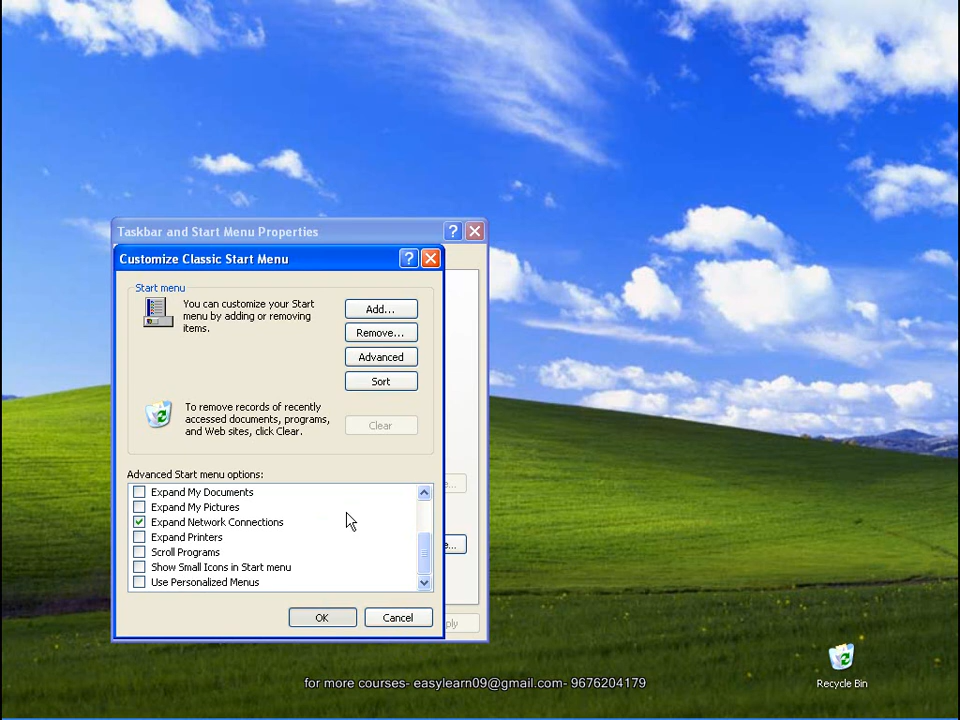 Taskbar and Start Menu Properties
Customize Classic Start Menu
Start menu
You can customize your Start
menu by adding or removing
items.
Add...
Remove...
Advanced
Sort
To remove records of recently
accessed documents, programs,
and Web sites, click Clear.
Clear
Advanced Start menu options:
Expand My Documents
Expand My Pictures
Expand Network Connections
Expand Printers
Scroll Programs
Show Small Icons in Start menu
Use Personalized Menus
OK
Cancel
Recycle Bin
for more courses- easylearn09@gmail.com- 9676204179